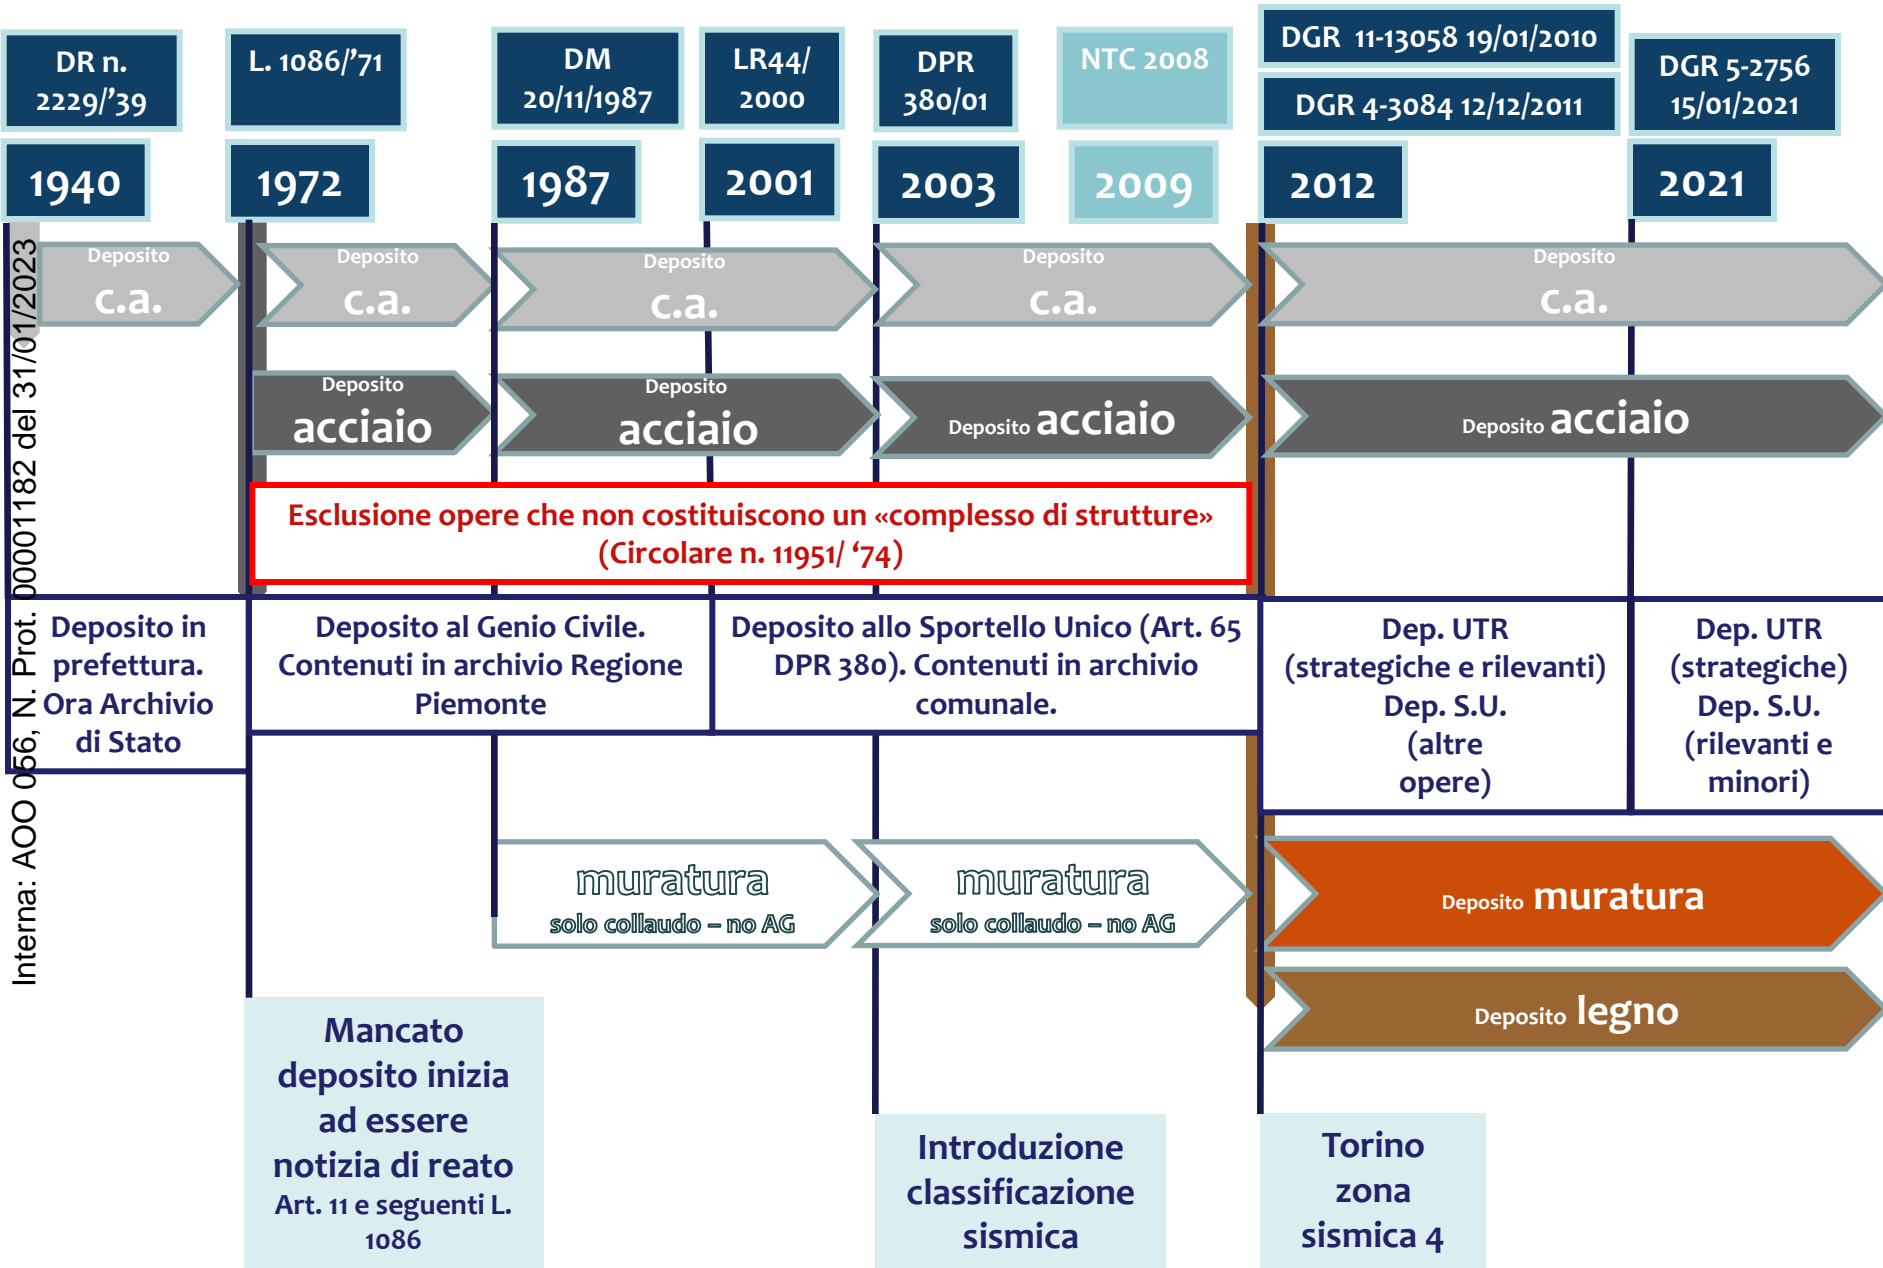 DR n.
2229/’39
L. 1086/’71
DM
20/11/1987
LR44/
2000
DPR
380/01
NTC 2008
DGR 11-13058 19/01/2010
DGR 4-3084 12/12/2011
DGR 5-2756
15/01/2021
1940
1972
1987
2001
2003
2009
2012
2021
Deposito
c.a.
Deposito
c.a.
Deposito
c.a.
Deposito
c.a.
Deposito
c.a.
Deposito
acciaio
Deposito
acciaio
Deposito acciaio
Deposito acciaio
Esclusione opere che non costituiscono un «complesso di strutture»
(Circolare n. 11951/ ‘74)
Deposito in
prefettura.
Ora Archivio
di Stato
Deposito al Genio Civile.
Contenuti in archivio Regione
Piemonte
Deposito allo Sportello Unico (Art. 65
DPR 380). Contenuti in archivio
comunale.
Dep. UTR
(strategiche e rilevanti)
Dep. S.U.
(altre
opere)
Dep. UTR
(strategiche)
Dep. S.U.
(rilevanti e
minori)
muratura
solo collaudo – no AG
muratura
solo collaudo – no AG
Deposito muratura
Deposito legno
Mancato
deposito inizia
ad essere
notizia di reato
Art. 11 e seguenti L.
1086
Introduzione
classificazione
sismica
Torino
zona
sismica 4
Interna: AOO 056, N. Prot. 00001182 del 31/01/2023